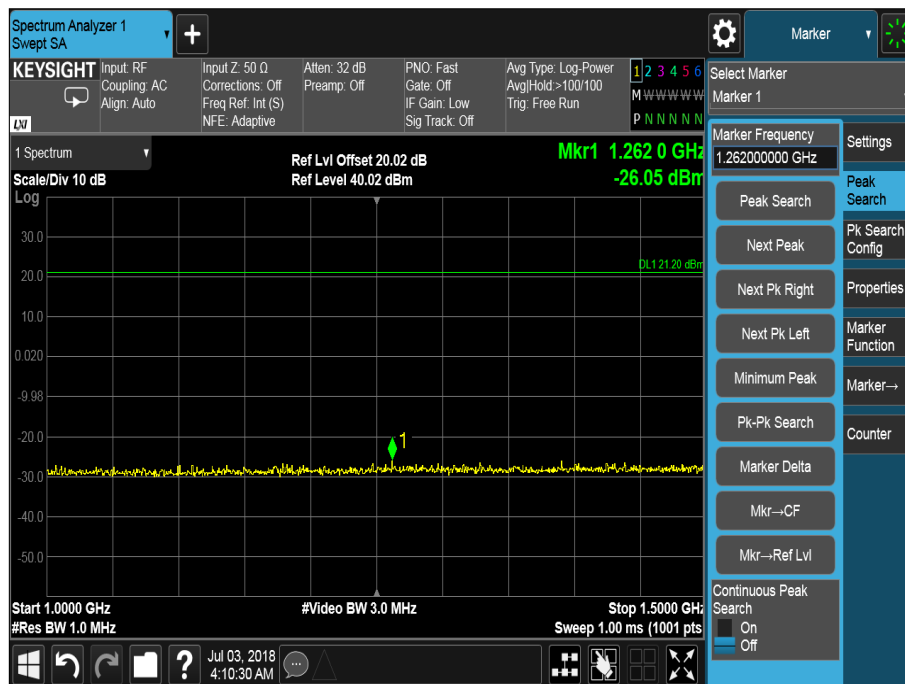 Spectrum Analyzer 1
Swept SA
Marker
KEYSIGHT
LXI
Input: RF
Coupling: AC
Align: Auto
Input Z: 50 Ω
Corrections: Off
Freq Ref: Int (S)
NFE: Adaptive
Atten: 32 dB
Preamp: Off
PNO: Fast
Gate: Off
IF Gain: Low
Sig Track: Off
Avg Type: Log-Power
Avg|Hold:>100/100
Trig: Free Run
1 2 3 4 5 6
M W W W W W
P N N N N N
Select Marker
Marker 1
1 Spectrum
Scale/Div 10 dB
Log
Ref Lvl Offset 20.02 dB
Ref Level 40.02 dBm
Mkr1 1.262 0 GHz
-26.05 dBm
30.0
20.0
10.0
0.020
-9.98
-20.0
-30.0
-40.0
-50.0
DL1 21.20 dBm
1
Start 1.0000 GHz
#Res BW 1.0 MHz
#Video BW 3.0 MHz
Stop 1.5000 GHz
Sweep 1.00 ms (1001 pts
Marker Frequency
1.262000000 GHz
Peak Search
Next Peak
Next Pk Right
Next Pk Left
Minimum Peak
Pk-Pk Search
Marker Delta
Mkr→CF
Mkr→Ref Lvl
Continuous Peak
Search
On
Off
Settings
Peak
Search
Pk Search
Config
Properties
Marker
Function
Marker→
Counter
?
Jul 03, 2018
4:10:30 AM